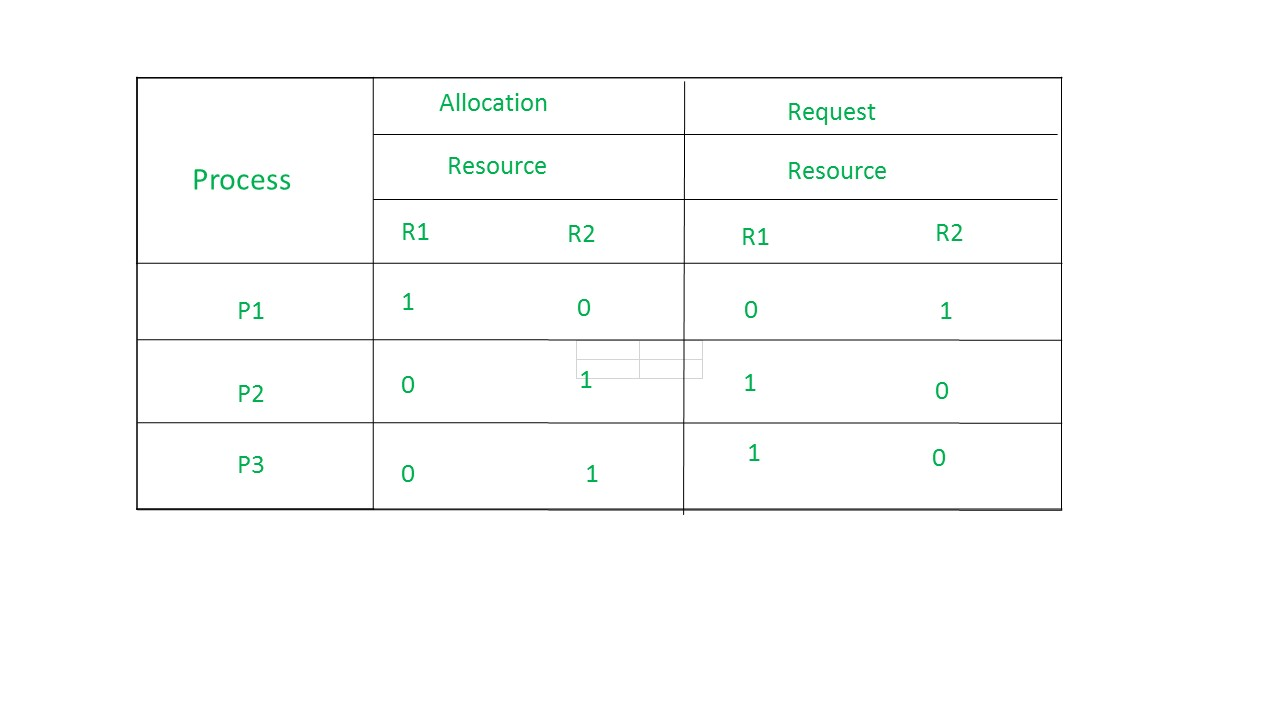 Allocation Request
Process Resource Resource
R1 R2 R1 R2
P1 1 0 0 1
P2 0 1 1 0
P3 0 1 1 0